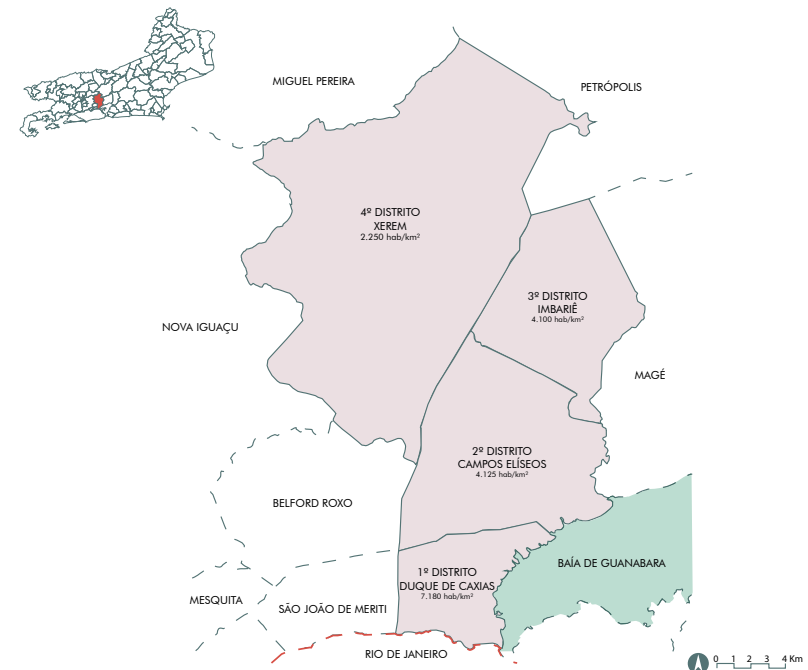 MIGUEL PEREIRA
PETRÓPOLIS
4º DISTRITO
XEREM
2.250 hab/km²
3º DISTRITO
IMBARIÊ
4.100 hab/km²
NOVA IGUAÇU
MAGÉ
2º DISTRITO
CAMPOS ELÍSEOS
4.125 hab/km²
BELFORD ROXO
BAÍA DE GUANABARA
1º DISTRITO
DUQUE DE CAXIAS
7.180 hab/km²
MESQUITA
SÃO JOÃO DE MERITI
RIO DE JANEIRO
0 1 2 3 4 Km